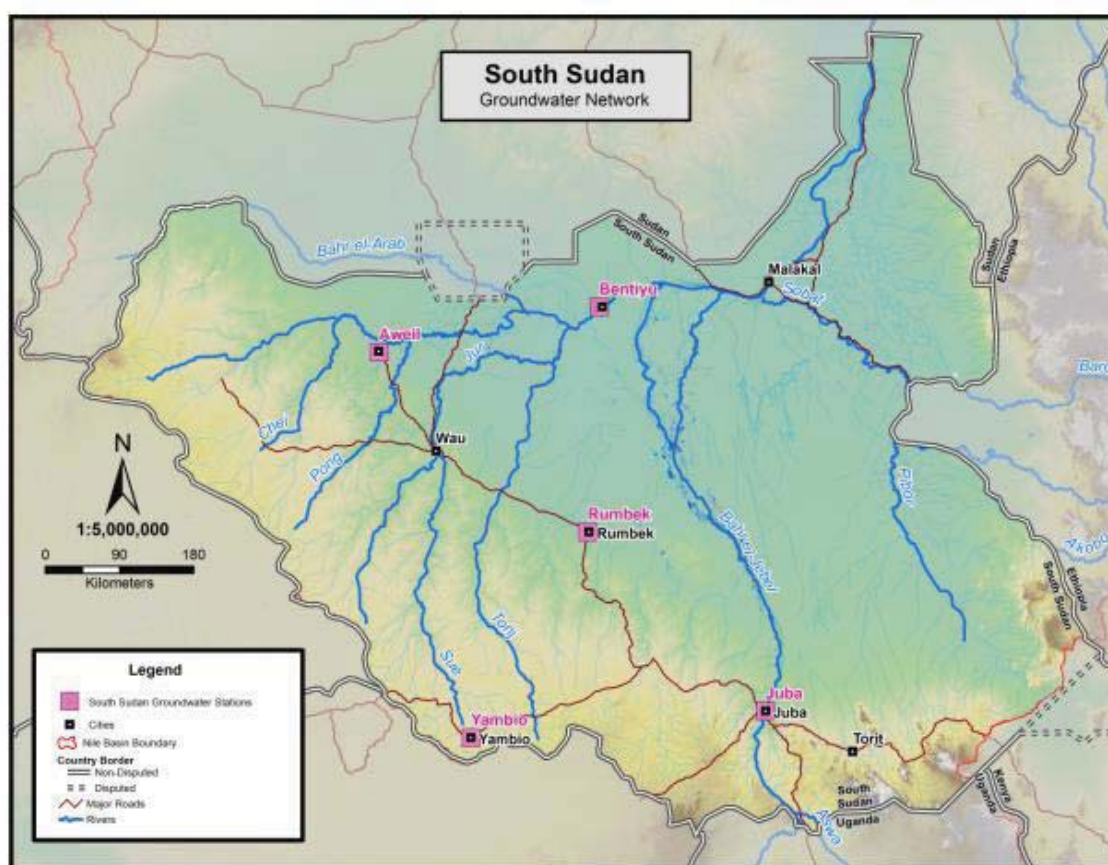 South Sudan
Groundwater Network
Bahr el-Arab
Sudan
South Sudan
Sudan
Ethiopia
Malakal
Sobat
Bentiyu
Aweil
Jur
Baro
Chel
Pong
Wau
Pibor
N
1:5,000,000
0 90 180
Kilometers
Rumbek
Rumbek
Bahr el-Jebel
Akobo
Ethiopia
South Sudan
Tonj
Sue
Yambio
Yambio
Juba
Juba
Torit
South
Sudan
Uganda
Aswa
Kenya
Uganda
Legend
South Sudan Groundwater Stations
Cities
Nile Basin Boundary
Country Border
Non-Disputed
Disputed
Major Roads
Rivers